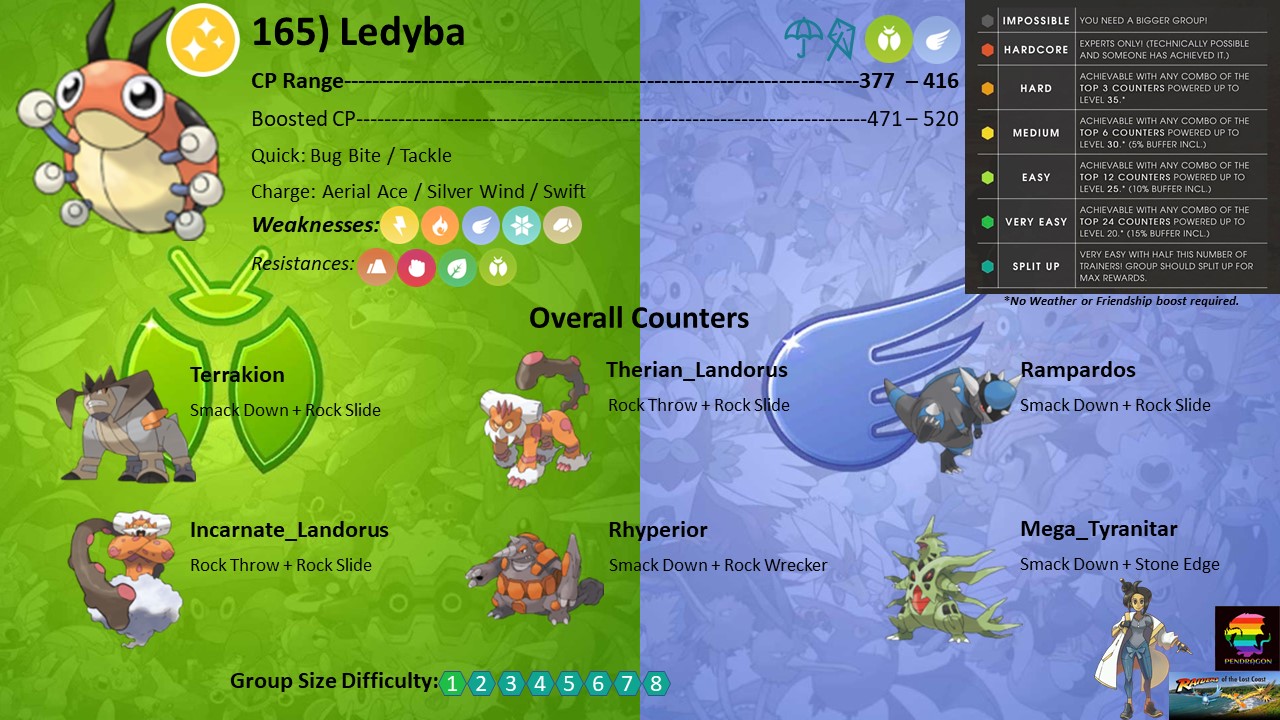 165) Ledyba
CP Range--------------------377 – 416
Boosted CP--------------------471 – 520
Quick: Bug Bite / Tackle
Charge: Aerial Ace / Silver Wind / Swift
Weaknesses:
Resistances:
IMPOSSIBLE YOU NEED A BIGGER GROUP!
HARDCORE EXPERTS ONLY! (TECHNICALLY POSSIBLE
AND SOMEONE HAS ACHIEVED IT.)
HARD ACHIEVABLE WITH ANY COMBO OF THE
TOP 3 COUNTERS POWERED UP TO
LEVEL 35.*
MEDIUM ACHIEVABLE WITH ANY COMBO OF THE
TOP 6 COUNTERS POWERED UP TO
LEVEL 30.* (5% BUFFER INCL.)
EASY ACHIEVABLE WITH ANY COMBO OF THE
TOP 12 COUNTERS POWERED UP TO
LEVEL 25.* (10% BUFFER INCL.)
VERY EASY ACHIEVABLE WITH ANY COMBO OF THE
TOP 24 COUNTERS POWERED UP TO
LEVEL 20.* (15% BUFFER INCL.)
SPLIT UP VERY EASY WITH HALF THIS NUMBER OF
TRAINERS! GROUP SHOULD SPLIT UP FOR
MAX REWARDS.
*No Weather or Friendship boost required.
Overall Counters
Terrakion
Smack Down + Rock Slide
Therian_Landorus
Rock Throw + Rock Slide
Rampardos
Smack Down + Rock Slide
Incarnate_Landorus
Rock Throw + Rock Slide
Rhyperior
Smack Down + Rock Wrecker
Mega_Tyranitar
Smack Down + Stone Edge
Group Size Difficulty: 1 2 3 4 5 6 7 8
PENDRAGON
RAIDERS of the Lost Coast